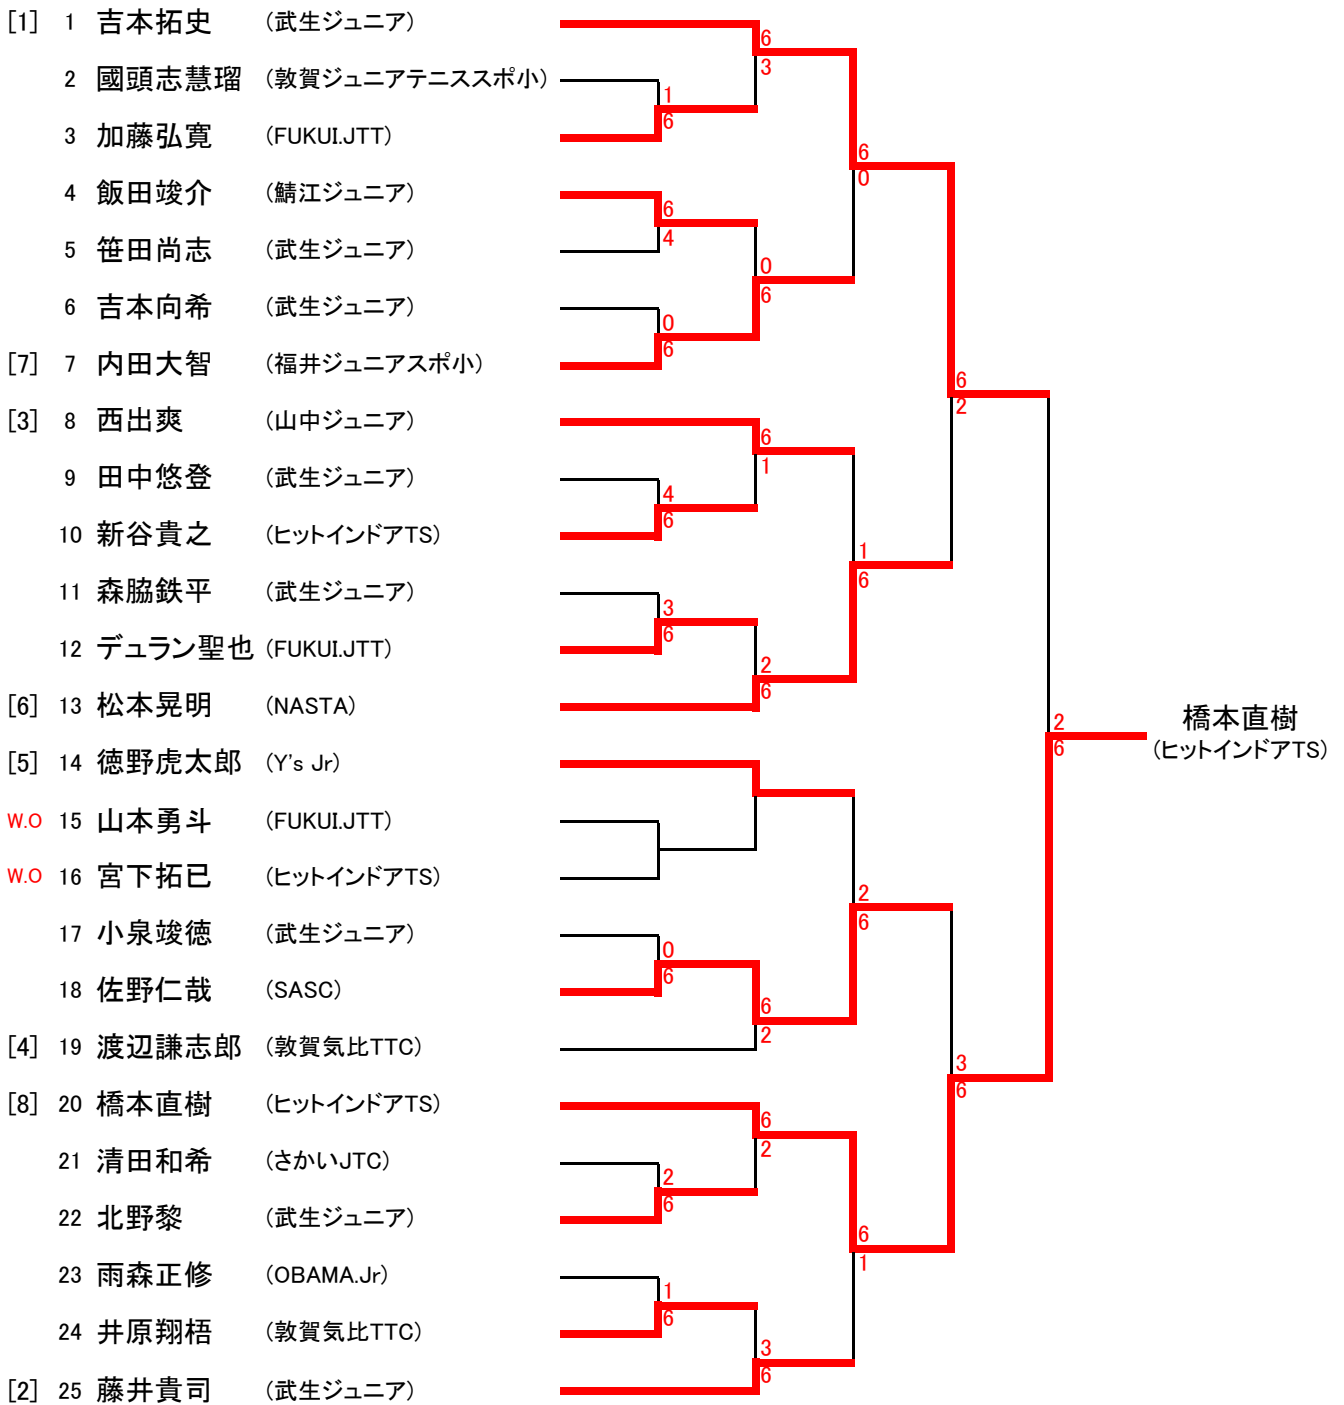 [1] 1 吉本拓史 (武生ジュニア)
6
3
2 國頭志慧瑠 (敦賀ジュニアテニススポ小)
1
6
3 加藤弘寛 (FUKUI.JTT)
6
0
4 飯田竣介 (鯖江ジュニア)
6
4
5 笹田尚志 (武生ジュニア)
0
6
6 吉本向希 (武生ジュニア)
0
6
[7] 7 内田大智 (福井ジュニアスポ小)
6
2
[3] 8 西出爽 (山中ジュニア)
6
1
9 田中悠登 (武生ジュニア)
4
6
10 新谷貴之 (ヒットインドアTS)
1
6
11 森脇鉄平 (武生ジュニア)
3
6
12 デュラン聖也 (FUKUI.JTT)
2
6
[6] 13 松本晃明 (NASTA)
2
6
橋本直樹
(ヒットインドアTS)
[5] 14 徳野虎太郎 (Y's Jr)
W.O 15 山本勇斗 (FUKUI.JTT)
W.O 16 宮下拓已 (ヒットインドアTS)
2
6
17 小泉竣徳 (武生ジュニア)
0
6
18 佐野仁哉 (SASC)
6
2
[4] 19 渡辺謙志郎 (敦賀気比TTC)
3
6
[8] 20 橋本直樹 (ヒットインドアTS)
6
2
21 清田和希 (さかいJTC)
2
6
22 北野黎 (武生ジュニア)
6
1
23 雨森正修 (OBAMA.Jr)
1
6
24 井原翔梧 (敦賀気比TTC)
3
6
[2] 25 藤井貴司 (武生ジュニア)